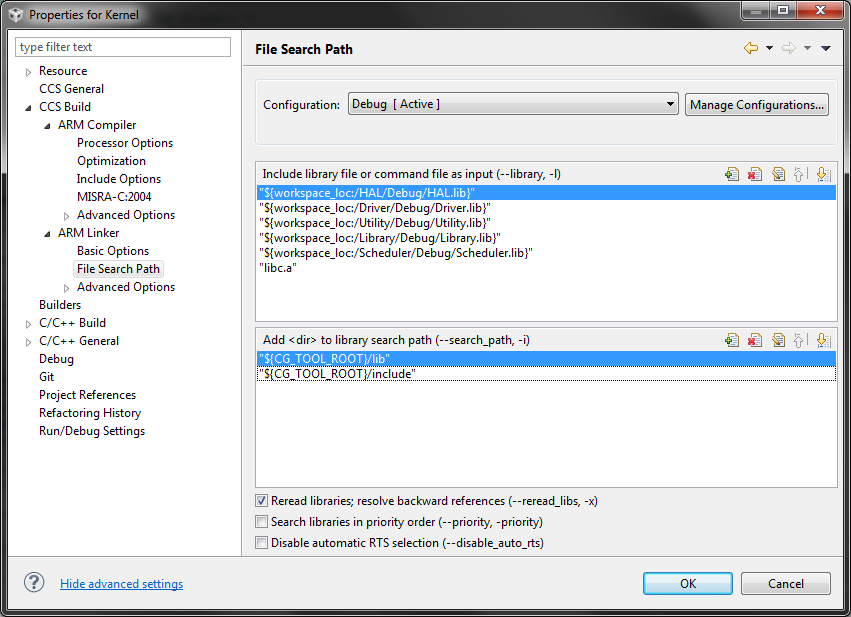 Properties for Kernel
type filter text
Resource
CCS General
CCS Build
ARM Compiler
Processor Options
Optimization
Include Options
MISRA-C:2004
Advanced Options
ARM Linker
Basic Options
File Search Path
Advanced Options
Builders
C/C++ Build
C/C++ General
Debug
Git
Project References
Refactoring History
Run/Debug Settings
File Search Path
Configuration: Debug [ Active ] Manage Configurations...
Include library file or command file as input (--library, -l)
"${workspace_loc:/HAL/Debug/HAL.lib}"
"${workspace_loc:/Driver/Debug/Driver.lib}"
"${workspace_loc:/Utility/Debug/Utility.lib}"
"${workspace_loc:/Library/Debug/Library.lib}"
"${workspace_loc:/Scheduler/Debug/Scheduler.lib}"
"libc.a"
Add <dir> to library search path (--search_path, -i)
"${CG_TOOL_ROOT}/lib"
"${CG_TOOL_ROOT}/include"
Reread libraries; resolve backward references (--reread_libs, -x)
Search libraries in priority order (--priority, -priority)
Disable automatic RTS selection (--disable_auto_rts)
? Hide advanced settings OK Cancel